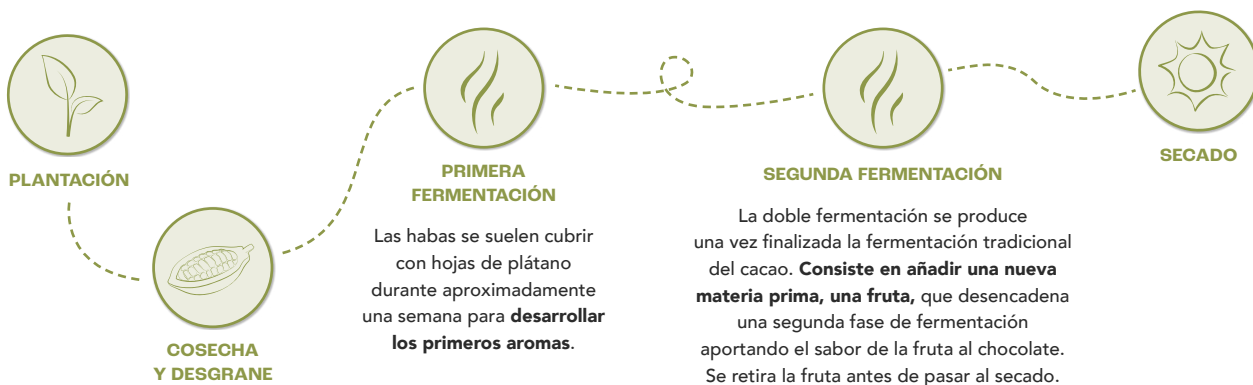 PLANTACIÓN
COSECHA
Y DESGRANE
PRIMERA
FERMENTACIÓN
Las habas se suelen cubrir
con hojas de plátano
durante aproximadamente
una semana para desarrollar
los primeros aromas.
SEGUNDA FERMENTACIÓN
La doble fermentación se produce
una vez finalizada la fermentación tradicional
del cacao. Consiste en añadir una nueva
materia prima, una fruta, que desencadena
una segunda fase de fermentación
aportando el sabor de la fruta al chocolate.
Se retira la fruta antes de pasar al secado.
SECADO